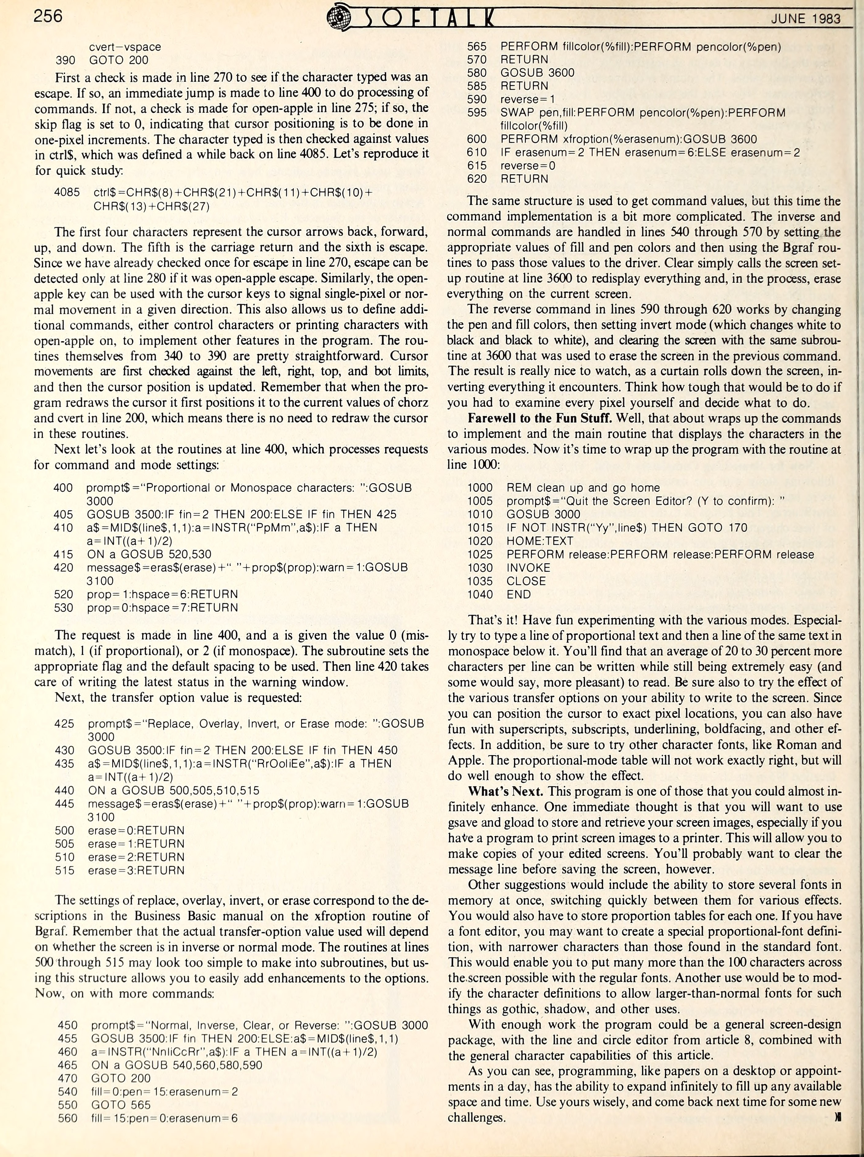 256
SOFTALK
JUNE 1983
cvert-vspace
390 GOTO 200
First a check is made in line 270 to see if the character typed was an
escape. If so, an immediate jump is made to line 400 to do processing of
commands. If not, a check is made for open-apple in line 275; if so, the
skip flag is set to 0, indicating that cursor positioning is to be done in
one-pixel increments. The character typed is then checked against values
in ctrl$, which was defined a while back on line 4085. Let's reproduce it
for quick study:
4085 ctrl$=CHR$(8)+CHR$(21)+CHR$(11)+CHR$(10)+
CHR$(13)+CHR$(27)
The first four characters represent the cursor arrows back, forward,
up, and down. The fifth is the carriage return and the sixth is escape.
Since we have already checked once for escape in line 270, escape can be
detected only at line 280 if it was open-apple escape. Similarly, the open-
apple key can be used with the cursor keys to signal single-pixel or nor-
mal movement in a given direction. This also allows us to define addi-
tional commands, either control characters or printing characters with
open-apple on, to implement other features in the program. The rou-
tines themselves from 340 to 390 are pretty straightforward. Cursor
movements are first checked against the left, right, top, and bot limits,
and then the cursor position is updated. Remember that when the pro-
gram redraws the cursor it first positions it to the current values of chorz
and cvert in line 200, which means there is no need to redraw the cursor
in these routines.
Next let's look at the routines at line 400, which processes requests
for command and mode settings:
400 prompt$="Proportional or Monospace characters: ":GOSUB
3000
405 GOSUB 3500:IF fin=2 THEN 200:ELSE IF fin THEN 425
410 a$=MID$(line$,1,1):a=INSTR("PpMm",a$):IF a THEN
a=INT((a+1)/2)
415 ON a GOSUB 520,530
420 message$=eras$(erase)+" "+prop$(prop):warn=1:GOSUB
3100
520 prop=1:hspace=6:RETURN
530 prop=0:hspace=7:RETURN
The request is made in line 400, and a is given the value 0 (mis-
match), 1 (if proportional), or 2 (if monospace). The subroutine sets the
appropriate flag and the default spacing to be used. Then line 420 takes
care of writing the latest status in the warning window.
Next, the transfer option value is requested:
425 prompt$="Replace, Overlay, Invert, or Erase mode: ":GOSUB
3000
430 GOSUB 3500:IF fin=2 THEN 200:ELSE IF fin THEN 450
435 a$=MID$(line$,1,1):a=INSTR("RrOoIiEe",a$):IF a THEN
a=INT((a+1)/2)
440 ON a GOSUB 500,505,510,515
445 message$=eras$(erase)+" "+prop$(prop):warn=1:GOSUB
3100
500 erase=0:RETURN
505 erase=1:RETURN
510 erase=2:RETURN
515 erase=3:RETURN
The settings of replace, overlay, invert, or erase correspond to the de-
scriptions in the Business Basic manual on the xfroption routine of
Bgraf. Remember that the actual transfer-option value used will depend
on whether the screen is in inverse or normal mode. The routines at lines
500 through 515 may look too simple to make into subroutines, but us-
ing this structure allows you to easily add enhancements to the options.
Now, on with more commands:
450 prompt$="Normal, Inverse, Clear, or Reverse: ":GOSUB 3000
455 GOSUB 3500:IF fin THEN 200:ELSE:a$=MID$(line$,1,1)
460 a=INSTR("NnIiCcRr",a$):IF a THEN a=INT((a+1)/2)
465 ON a GOSUB 540,560,580,590
470 GOTO 200
540 fill=0:pen=15:erasenum=2
550 GOTO 565
560 fill=15:pen=0:erasenum=6
565 PERFORM fillcolor(%fill):PERFORM pencolor(%pen)
570 RETURN
580 GOSUB 3600
585 RETURN
590 reverse=1
595 SWAP pen,fill:PERFORM pencolor(%pen):PERFORM
fillcolor(%fill)
600 PERFORM xfroption(%erasenum):GOSUB 3600
610 IF erasenum=2 THEN erasenum=6:ELSE erasenum=2
615 reverse=0
620 RETURN
The same structure is used to get command values, but this time the
command implementation is a bit more complicated. The inverse and
normal commands are handled in lines 540 through 570 by setting the
appropriate values of fill and pen colors and then using the Bgraf rou-
tines to pass those values to the driver. Clear simply calls the screen set-
up routine at line 3600 to redisplay everything and, in the process, erase
everything on the current screen.
The reverse command in lines 590 through 620 works by changing
the pen and fill colors, then setting invert mode (which changes white to
black and black to white), and clearing the screen with the same subrou-
tine at 3600 that was used to erase the screen in the previous command.
The result is really nice to watch, as a curtain rolls down the screen, in-
verting everything it encounters. Think how tough that would be to do if
you had to examine every pixel yourself and decide what to do.
Farewell to the Fun Stuff. Well, that about wraps up the commands
to implement and the main routine that displays the characters in the
various modes. Now it's time to wrap up the program with the routine at
line 1000:
1000 REM clean up and go home
1005 prompt$="Quit the Screen Editor? (Y to confirm): "
1010 GOSUB 3000
1015 IF NOT INSTR("Yy",line$) THEN GOTO 170
1020 HOME:TEXT
1025 PERFORM release:PERFORM release:PERFORM release
1030 INVOKE
1035 CLOSE
1040 END
That's it! Have fun experimenting with the various modes. Especial-
ly try to type a line of proportional text and then a line of the same text in
monospace below it. You'll find that an average of 20 to 30 percent more
characters per line can be written while still being extremely easy (and
some would say, more pleasant) to read. Be sure also to try the effect of
the various transfer options on your ability to write to the screen. Since
you can position the cursor to exact pixel locations, you can also have
fun with superscripts, subscripts, underlining, boldfacing, and other ef-
fects. In addition, be sure to try other character fonts, like Roman and
Apple. The proportional-mode table will not work exactly right, but will
do well enough to show the effect.
What's Next. This program is one of those that you could almost in-
finitely enhance. One immediate thought is that you will want to use
gsave and gload to store and retrieve your screen images, especially if you
have a program to print screen images to a printer. This will allow you to
make copies of your edited screens. You'll probably want to clear the
message line before saving the screen, however.
Other suggestions would include the ability to store several fonts in
memory at once, switching quickly between them for various effects.
You would also have to store proportion tables for each one. If you have
a font editor, you may want to create a special proportional-font defini-
tion, with narrower characters than those found in the standard font.
This would enable you to put many more than the 100 characters across
the screen possible with the regular fonts. Another use would be to mod-
ify the character definitions to allow larger-than-normal fonts for such
things as gothic, shadow, and other uses.
With enough work the program could be a general screen-design
package, with the line and circle editor from article 8, combined with
the general character capabilities of this article.
As you can see, programming, like papers on a desktop or appoint-
ments in a day, has the ability to expand infinitely to fill up any available
space and time. Use yours wisely, and come back next time for some new
challenges.